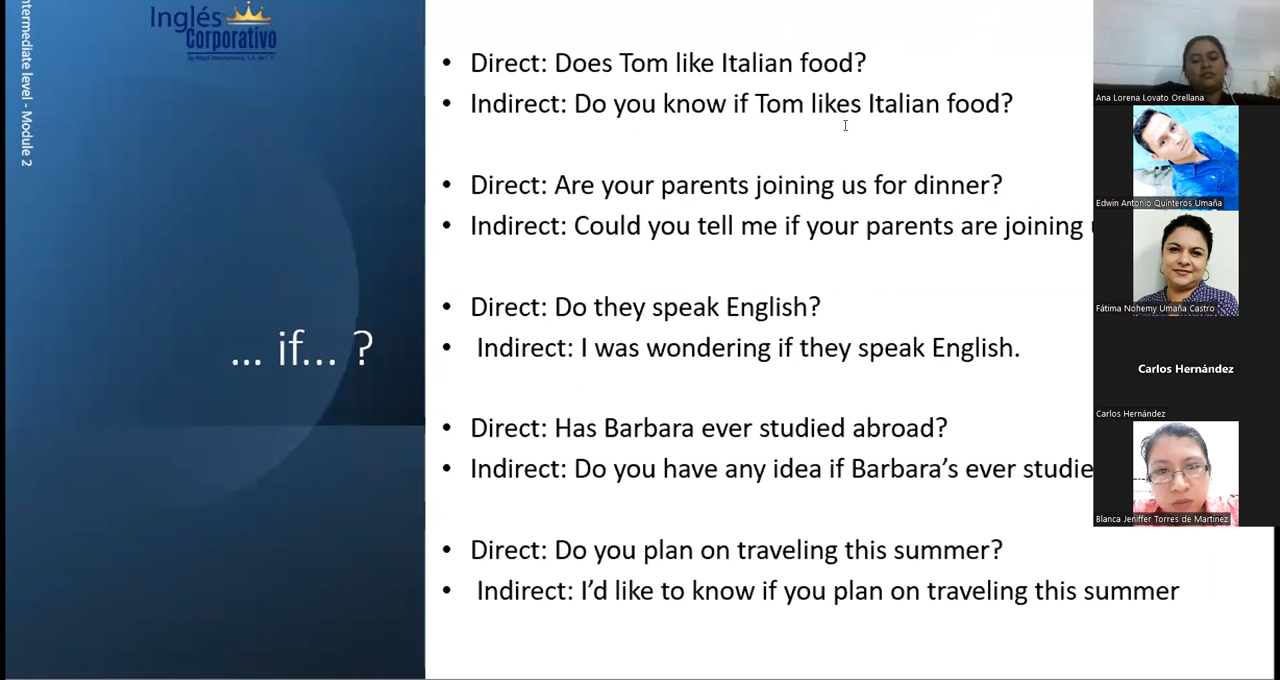 Intermediate level - Module 2
Inglés
Corporativo
... if... ?
• Direct: Does Tom like Italian food?
• Indirect: Do you know if Tom likes Italian food?
• Direct: Are your parents joining us for dinner?
• Indirect: Could you tell me if your parents are joining
• Direct: Do they speak English?
• Indirect: I was wondering if they speak English.
• Direct: Has Barbara ever studied abroad?
• Indirect: Do you have any idea if Barbara’s ever studie
• Direct: Do you plan on traveling this summer?
• Indirect: I’d like to know if you plan on traveling this summer
Ana Lorena Lovato Orellana
Edwin Antonio Quinteros Umaña
Fátima Nohemy Umaña Castro
Carlos Hernández
Carlos Hernández
Blanca Jeniffer Torres de Martinez